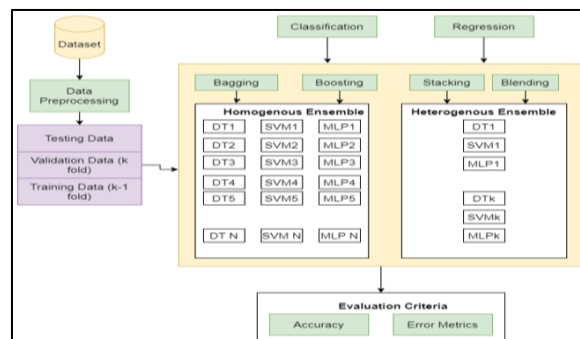 Dataset
Data
Preprocessing
Testing Data
Validation Data (k
fold)
Training Data (k-1
fold)
Classification
Regression
Bagging
Boosting
Stacking
Blending
Homogenous Ensemble
DT1 SVM1 MLP1
DT2 SVM2 MLP2
DT3 SVM3 MLP3
DT4 SVM4 MLP4
DT5 SVM5 MLP5
DT N SVM N MLP N
Heterogenous Ensemble
DT1
SVM1
MLP1
DTk
SVMk
MLPk
Evaluation Criteria
Accuracy
Error Metrics